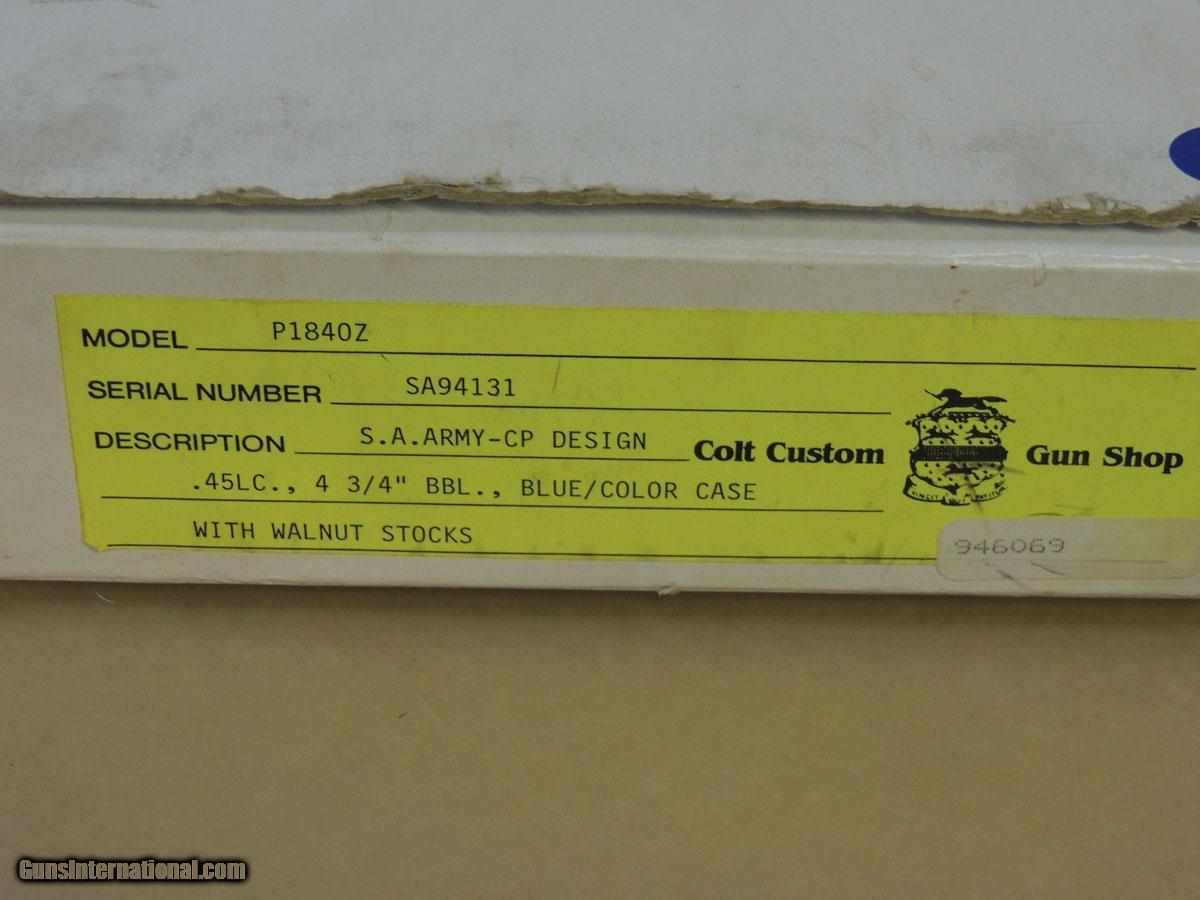 MODEL P1840Z
SERIAL NUMBER SA94131
DESCRIPTION S.A.ARMY-CP DESIGN
.45LC., 4 3/4" BBL., BLUE/COLOR CASE
WITH WALNUT STOCKS
Colt Custom Gun Shop
946069
GunsInternational.com